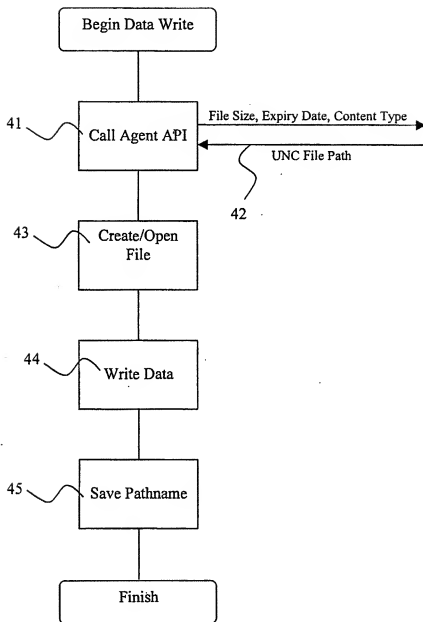 Begin Data Write
41
Call Agent API
File Size, Expiry Date, Content Type
UNC File Path
42
43
Create/Open
File
44
Write Data
45
Save Pathname
Finish